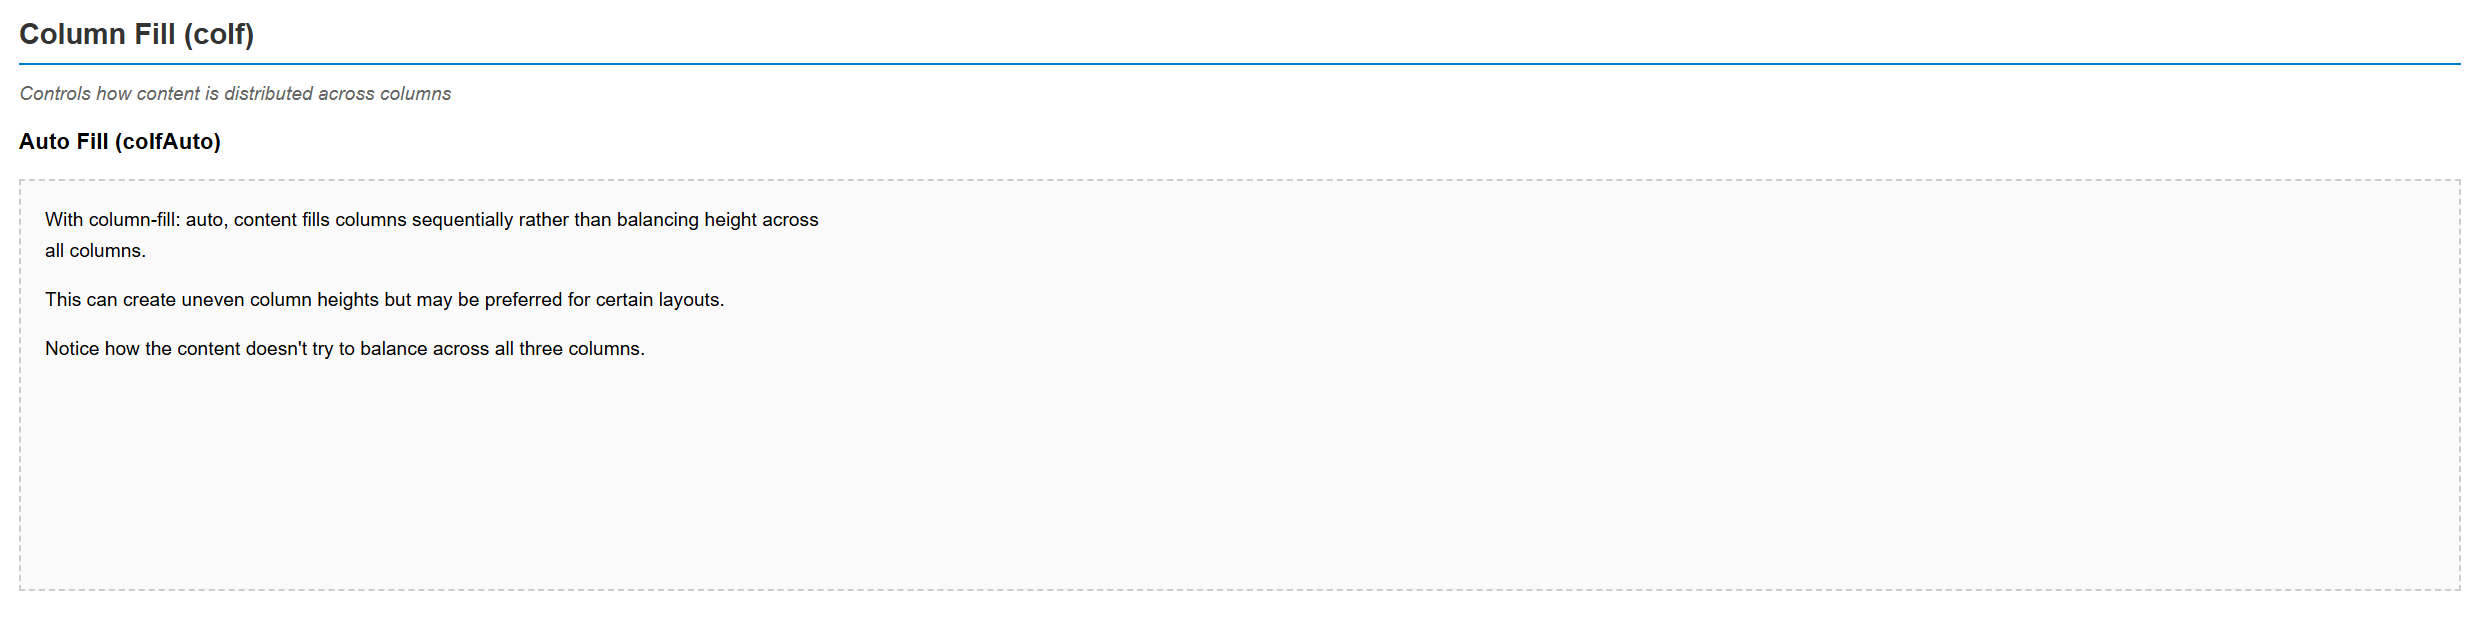 Column Fill (colf)
Controls how content is distributed across columns
Auto Fill (colfAuto)
With column-fill: auto, content fills columns sequentially rather than balancing height across
all columns.
This can create uneven column heights but may be preferred for certain layouts.
Notice how the content doesn't try to balance across all three columns.